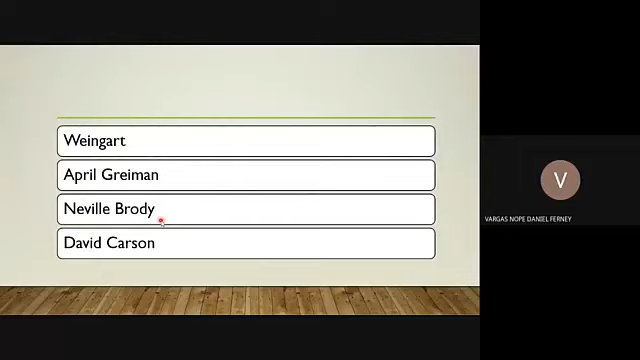 Weingart
April Greiman
Neville Brody
David Carson
V
VARGAS NOPE DANIEL FERNEY